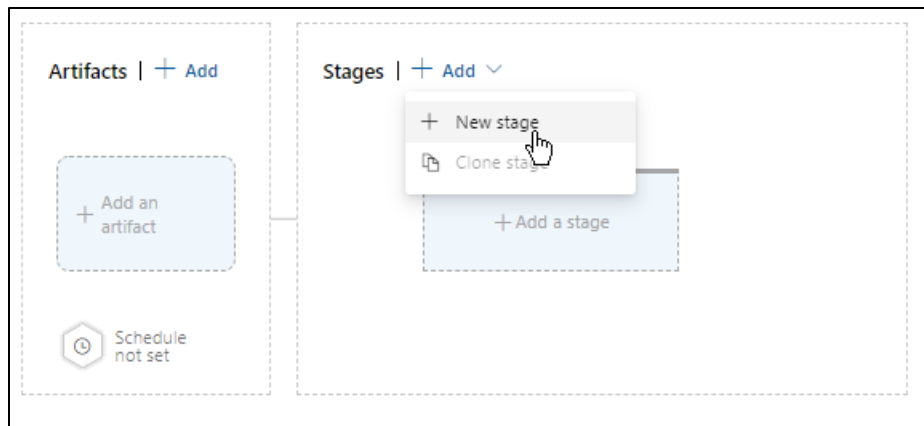 Artifacts | + Add
Add an
artifact
Schedule
not set
Stages | + Add
New stage
Clone stage
+ Add a stage